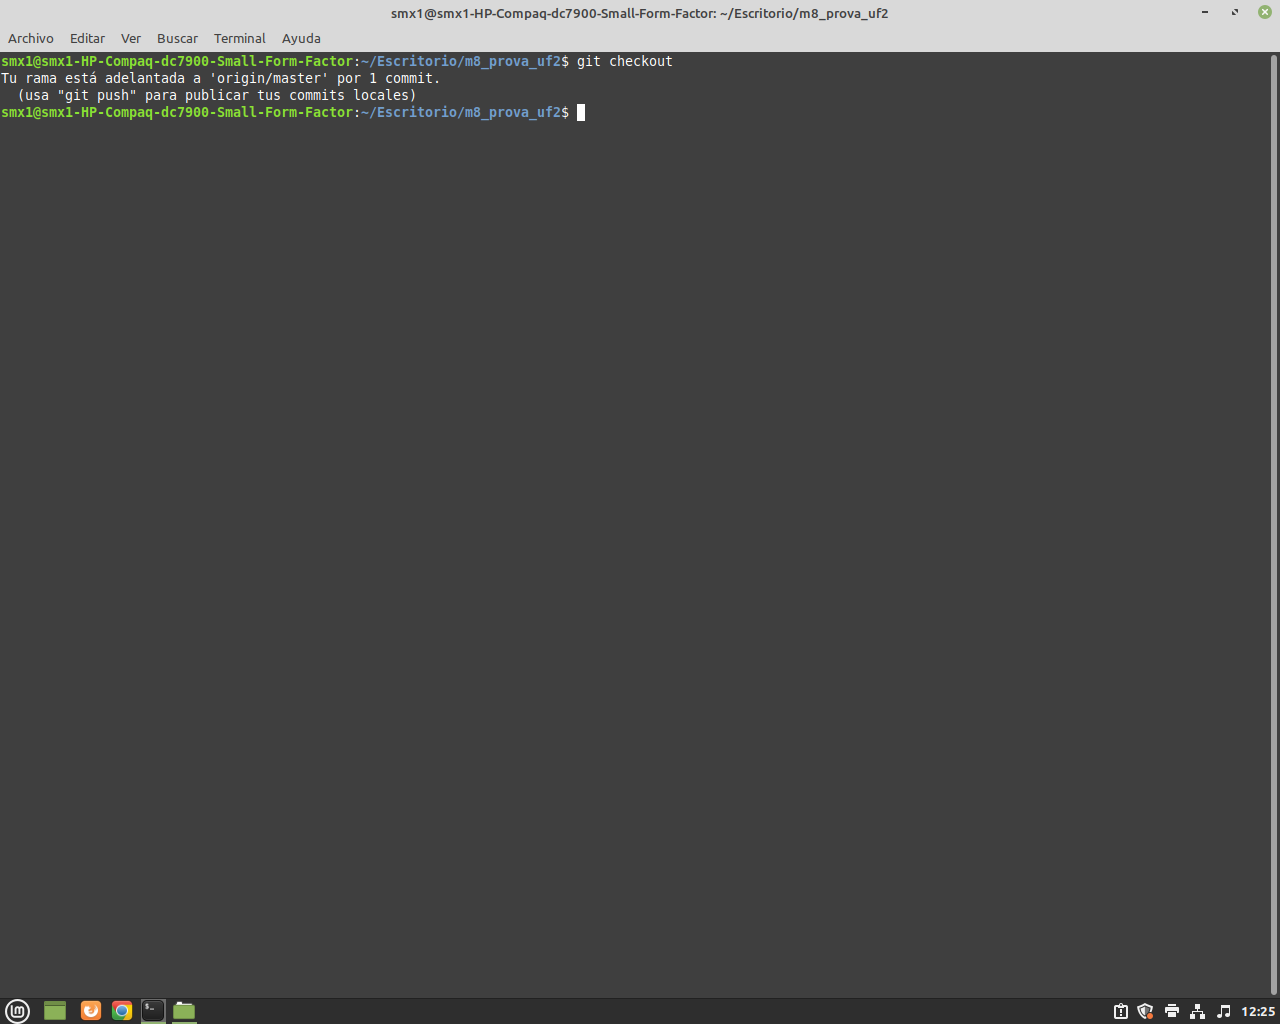 smx1@smx1-HP-Compaq-dc7900-Small-Form-Factor: ~/Escritorio/m8_prova_uf2
Archivo Editar Ver Buscar Terminal Ayuda
smx1@smx1-HP-Compaq-dc7900-Small-Form-Factor:~/Escritorio/m8_prova_uf2$ git checkout
Tu rama está adelantada a 'origin/master' por 1 commit.
  (usa "git push" para publicar tus commits locales)
smx1@smx1-HP-Compaq-dc7900-Small-Form-Factor:~/Escritorio/m8_prova_uf2$
12:25